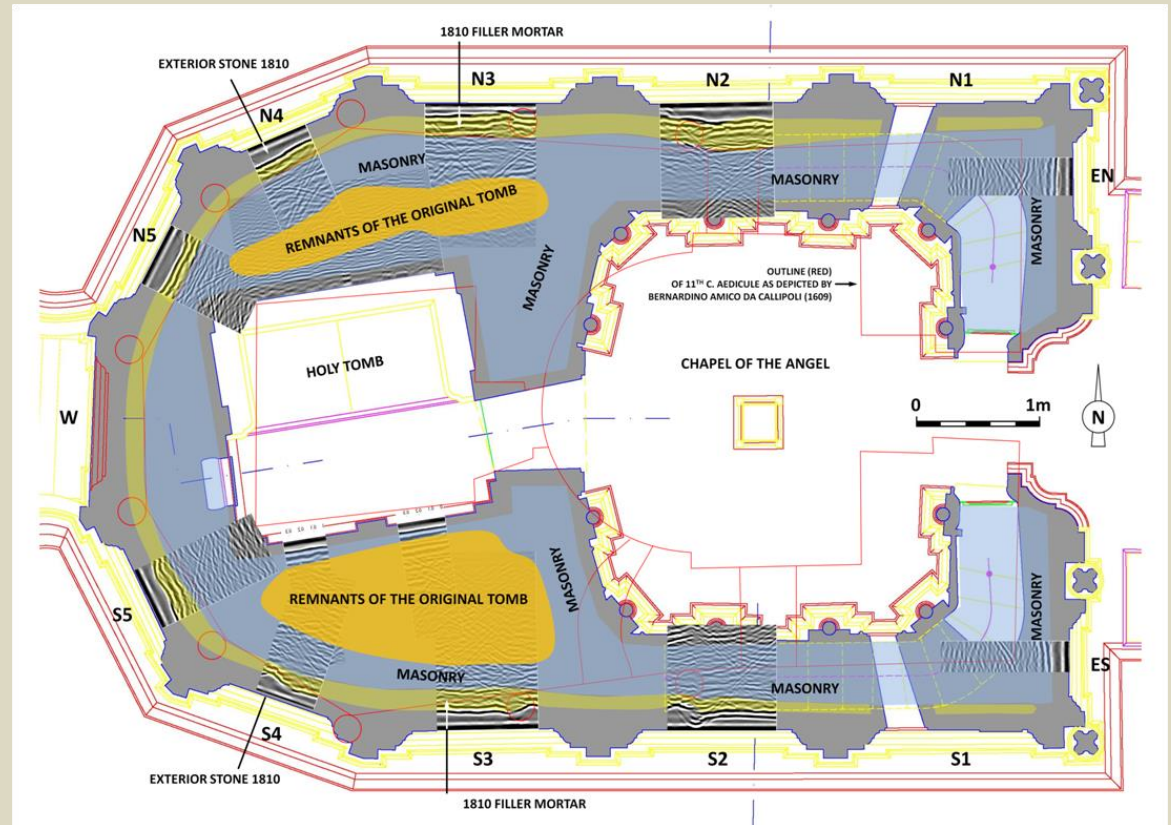 1810 FILLER MORTAR
EXTERIOR STONE 1810
N3
N2
N1
N4
MASONRY
MASONRY
EN
REMNANTS OF THE ORIGINAL TOMB
N5
MASONRY
MASONRY
OUTLINE (RED)
OF 11TH C. AEDICULE AS DEPICTED BY
BERNARDINO AMICO DA CALLIPOLI (1609)
HOLY TOMB
CHAPEL OF THE ANGEL
W
0 1m
N
MASONRY
REMNANTS OF THE ORIGINAL TOMB
MASONRY
S5
MASONRY
MASONRY
ES
S4
S3
S2
S1
EXTERIOR STONE 1810
1810 FILLER MORTAR